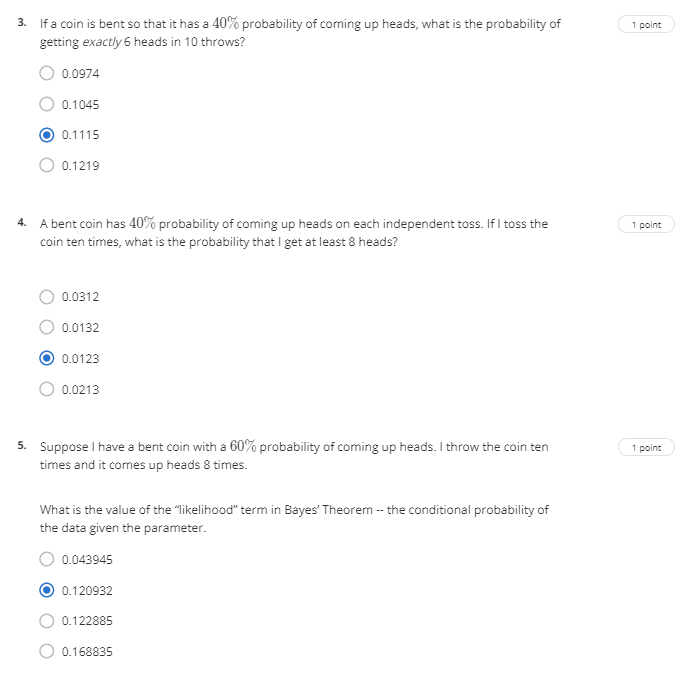 3. If a coin is bent so that it has a 40% probability of coming up heads, what is the probability of
getting exactly 6 heads in 10 throws?
1 point
0.0974
0.1045
0.1115
0.1219
4. A bent coin has 40% probability of coming up heads on each independent toss. If I toss the
coin ten times, what is the probability that I get at least 8 heads?
1 point
0.0312
0.0132
0.0123
0.0213
5. Suppose I have a bent coin with a 60% probability of coming up heads. I throw the coin ten
times and it comes up heads 8 times.
1 point
What is the value of the "likelihood" term in Bayes' Theorem -- the conditional probability of
the data given the parameter.
0.043945
0.120932
0.122885
0.168835